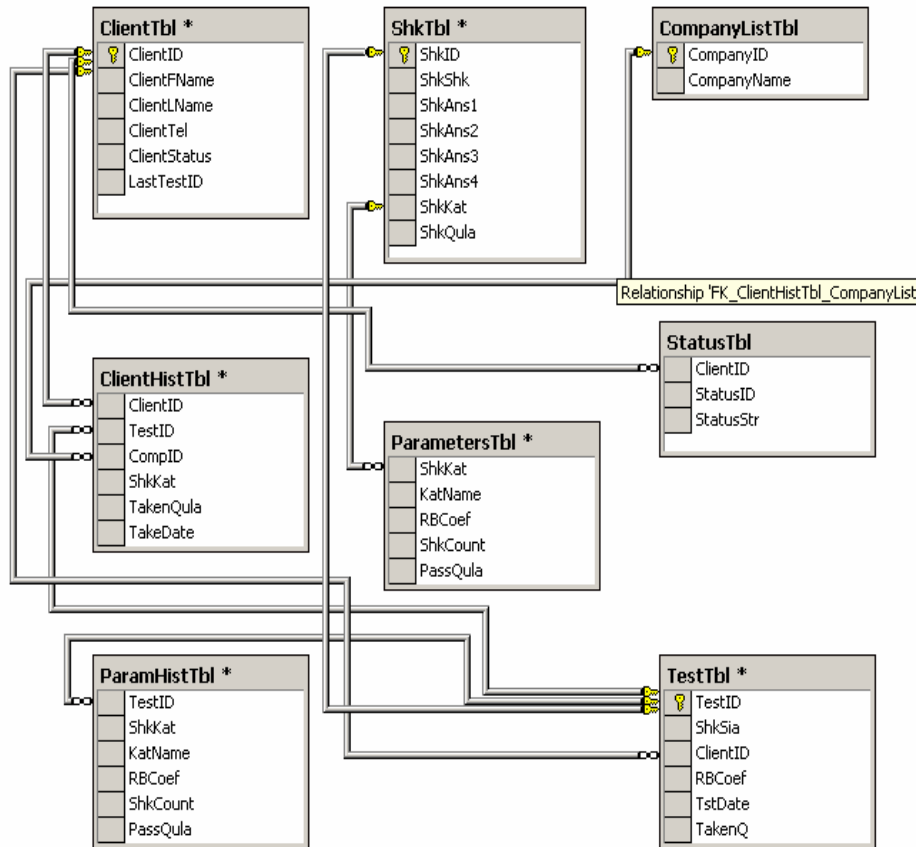 ClientTbl *
ClientID
ClientFName
ClientLName
ClientTel
ClientStatus
LastTestID
ShkTbl *
ShkID
ShkShk
ShkAns1
ShkAns2
ShkAns3
ShkAns4
ShkKat
ShkQula
CompanyListTbl
CompanyID
CompanyName
Relationship 'FK_ClientHistTbl_CompanyList
StatusTbl
ClientID
StatusID
StatusStr
ClientHistTbl *
ClientID
TestID
CompID
ShkKat
TakenQula
TakeDate
ParametersTbl *
ShkKat
KatName
RBCoef
ShkCount
PassQula
ParamHistTbl *
TestID
ShkKat
KatName
RBCoef
ShkCount
PassQula
TestTbl *
TestID
ShkSia
ClientID
RBCoef
TstDate
TakenQ